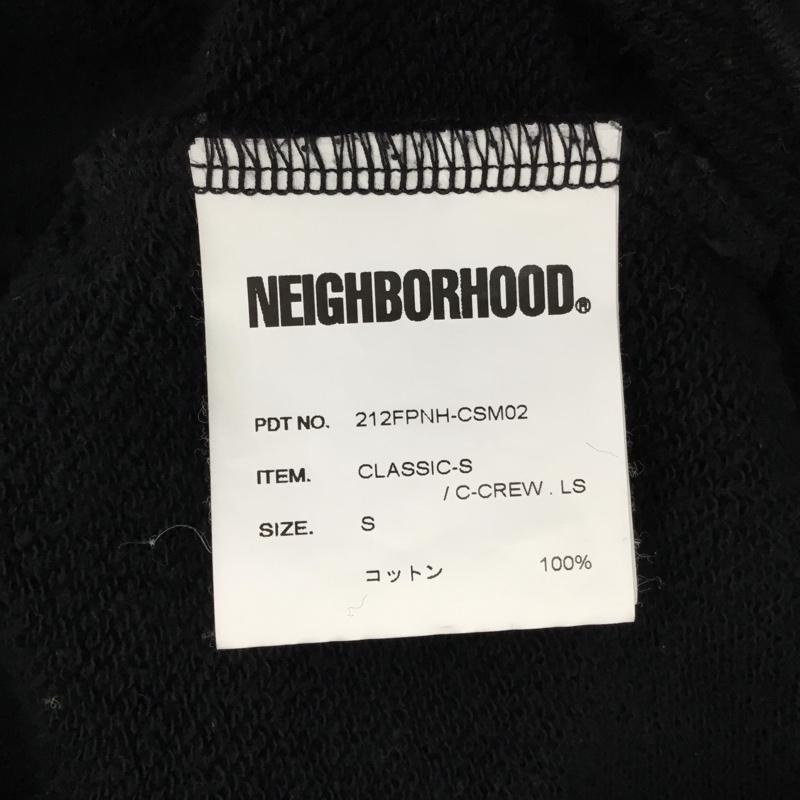 NEIGHBORHOOD®
PDT NO. 212FPNH-CSM02
ITEM. CLASSIC-S
/ C-CREW . LS
SIZE. S
コットン 100%